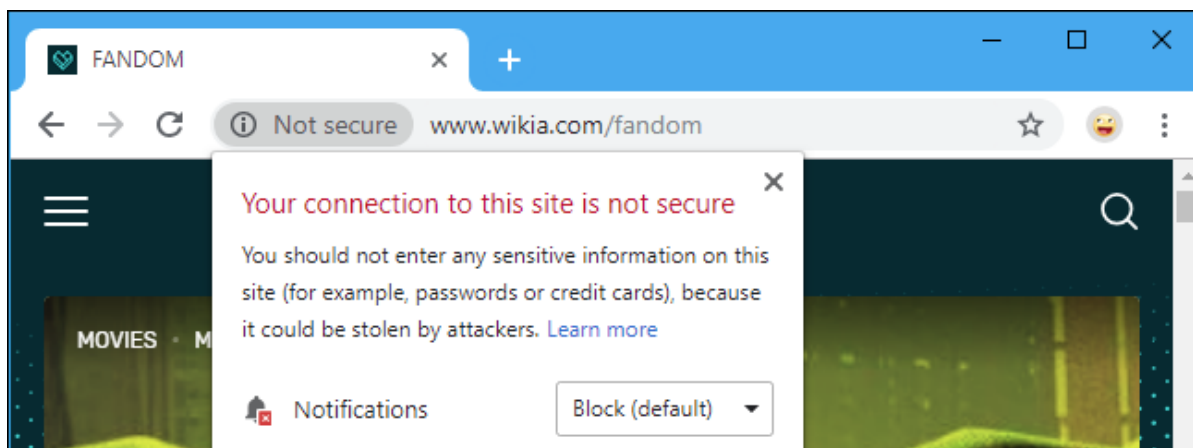 FANDOM
Not secure www.wikia.com/fandom
Your connection to this site is not secure
You should not enter any sensitive information on this
site (for example, passwords or credit cards), because
it could be stolen by attackers. Learn more
MOVIES · M
Notifications Block (default)